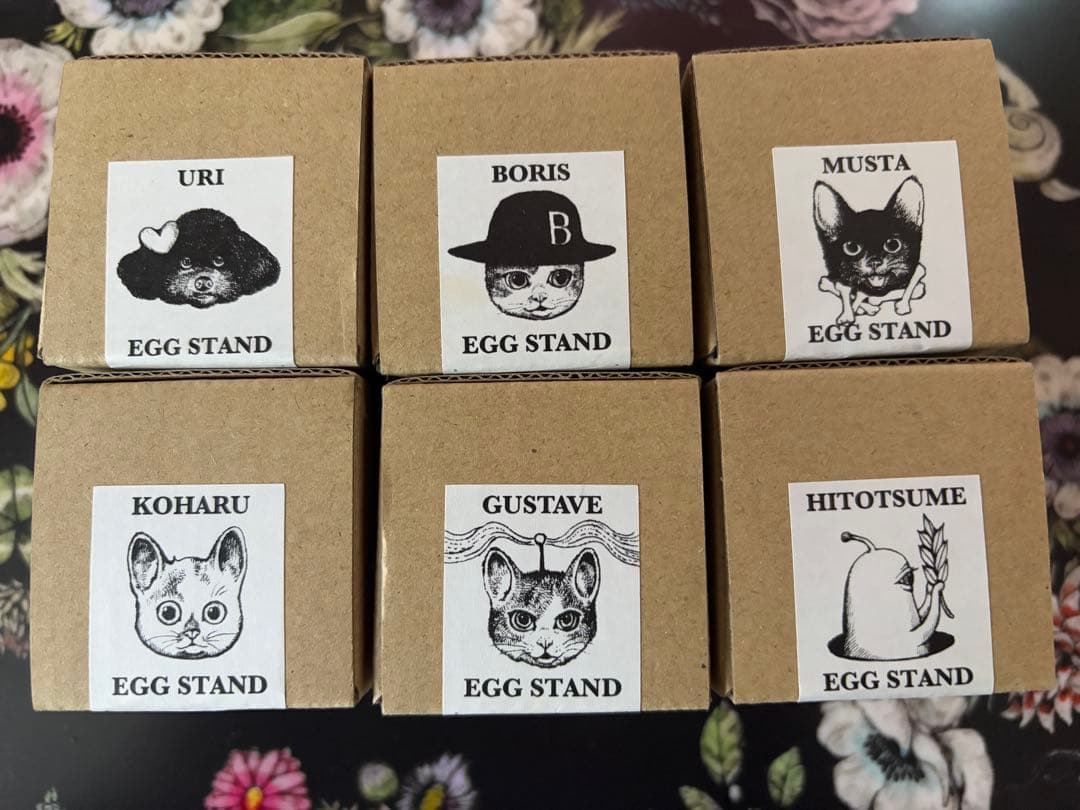 URI
EGG STAND
BORIS
B
EGG STAND
MUSTA
EGG STAND
KOHARU
EGG STAND
GUSTAVE
EGG STAND
HITOTSUME
EGG STAND